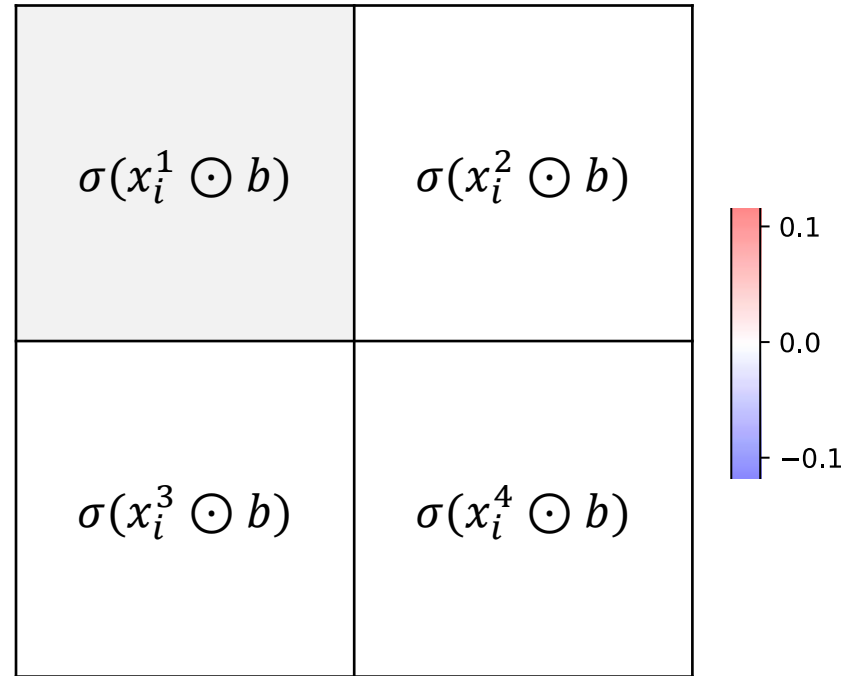 σ(x_i^1 ⊙ b)
σ(x_i^2 ⊙ b)
0.1
0.0
−0.1
σ(x_i^3 ⊙ b)
σ(x_i^4 ⊙ b)